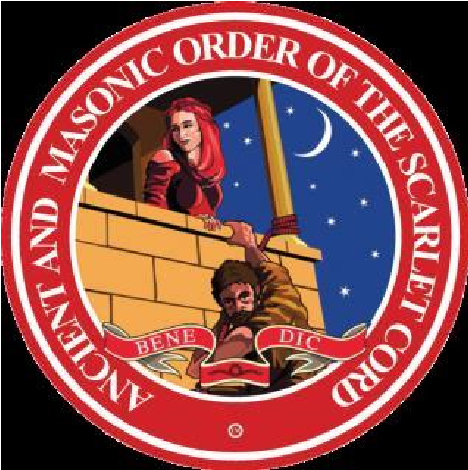 ANCIENT AND MASONIC ORDER OF THE SCARLET CORD
BENE DIC